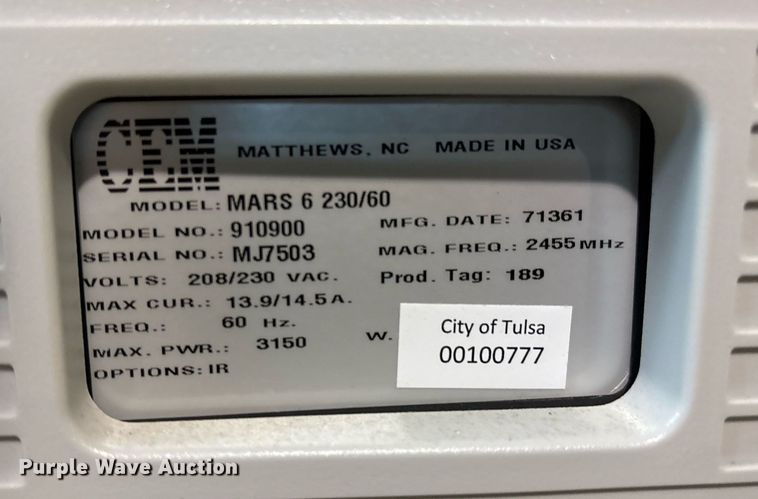 CEM MATTHEWS, NC MADE IN USA
MODEL: MARS 6 230/60
MODEL NO.: 910900 MFG. DATE: 71361
SERIAL NO.: MJ7503 MAG. FREQ.: 2455 MHz
VOLTS: 208/230 VAC. Prod. Tag: 189
MAX CUR.: 13.9/14.5 A.
FREQ.: 60 Hz.
MAX. PWR.: 3150 W.
OPTIONS: IR
City of Tulsa
00100777
Purple Wave Auction